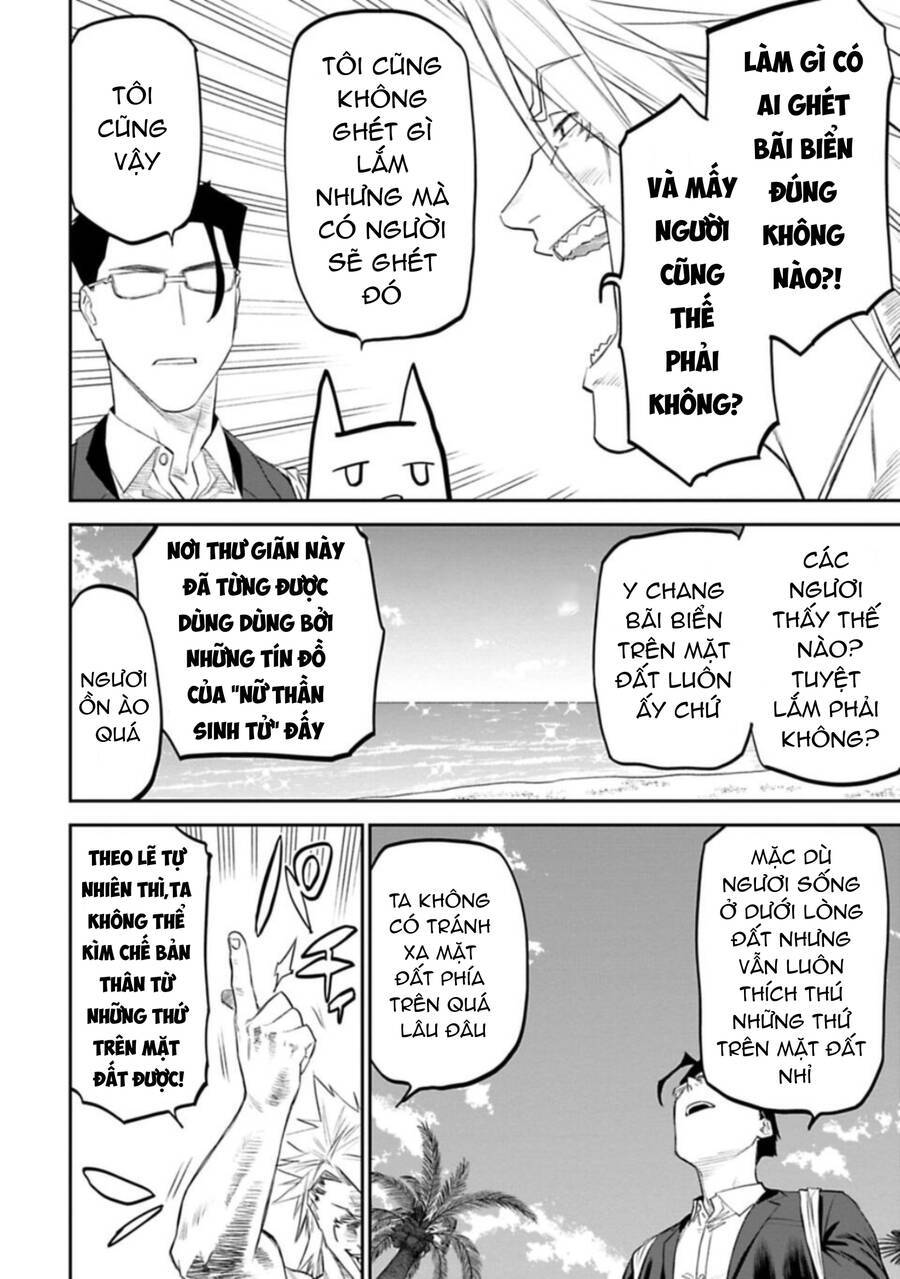 LÀM GÌ CÓ
AI GHÉT
BÃI BIỂN
ĐÚNG
KHÔNG
NÀO?!
VÀ MẤY
NGƯỜI
CŨNG
THẾ
PHẢI
KHÔNG?
TÔI CŨNG
KHÔNG
GHÉT GÌ
LẮM
NHƯNG MÀ
CÓ NGƯỜI
SẼ GHÉT
ĐÓ
TÔI
CŨNG
VẬY
CÁC
NGƯƠI
THẤY THẾ
NÀO?
TUYỆT
LẮM PHẢI
KHÔNG?
Y CHANG
BÃI BIỂN
TRÊN MẶT
ĐẤT LUÔN
ẤY CHỨ
NƠI THƯ GIÃN NÀY
ĐÃ TỪNG ĐƯỢC
DÙNG DÙNG BỞI
NHỮNG TÍN ĐỒ
CỦA "NỮ THẦN
SINH TỬ" ĐẤY
NGƯƠI
ỒN ÀO
QUÁ
MẶC DÙ
NGƯƠI SỐNG
Ở DƯỚI LÒNG
ĐẤT NHƯNG
VẪN LUÔN
THÍCH THÚ
NHỮNG THỨ
TRÊN MẶT ĐẤT
NHỈ
TA KHÔNG
CÓ TRÁNH
XA MẶT
ĐẤT PHÍA
TRÊN QUÁ
LÂU ĐÂU
THEO LẼ TỰ
NHIÊN THÌ,TA
KHÔNG THỂ
KÌM CHẾ BẢN
THÂN TỪ
NHỮNG THỨ
TRÊN MẶT
ĐẤT ĐƯỢC!
パチィ